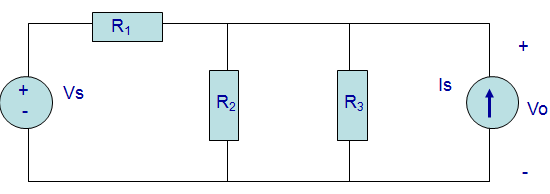 R₁
+
Vs
+
-
R₂
R₃
Is
Vo
-